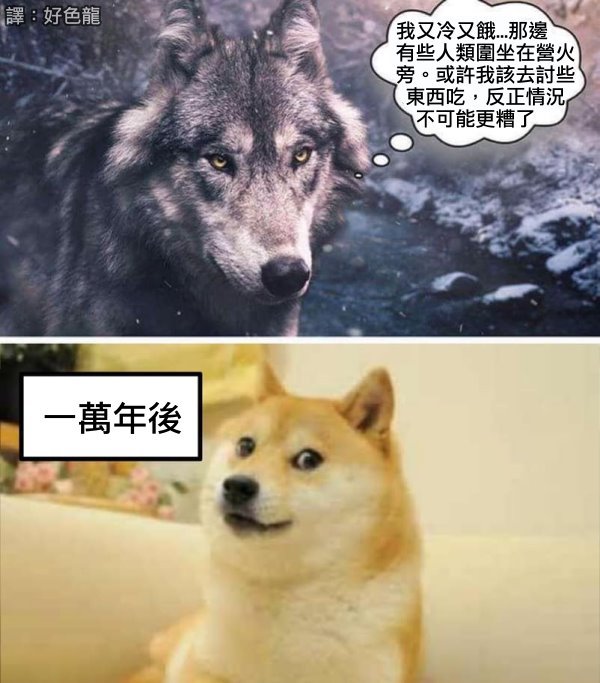 譯：好色龍
我又冷又餓...那邊
有些人類圍坐在營火
旁。或許我該去討些
東西吃，反正情況
不可能更糟了
一萬年後